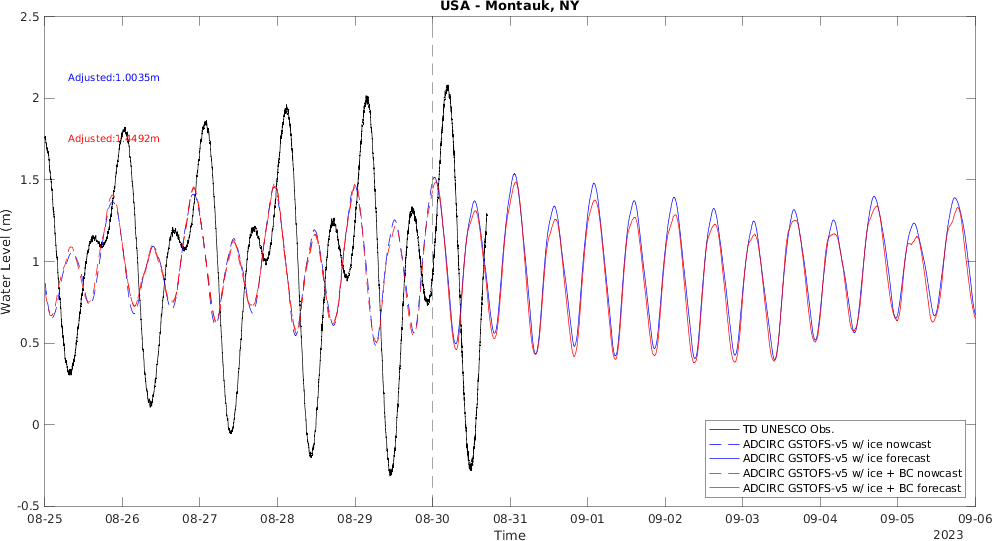 USA - Montauk, NY
2.5
2
1.5
1
0.5
0
-0.5
Water Level (m)
Adjusted:1.0035m
Adjusted:1.4492m
TD UNESCO Obs.
ADCIRC GSTOFS-v5 w/ ice nowcast
ADCIRC GSTOFS-v5 w/ ice forecast
ADCIRC GSTOFS-v5 w/ ice + BC nowcast
ADCIRC GSTOFS-v5 w/ ice + BC forecast
08-25 08-26 08-27 08-28 08-29 08-30 08-31 09-01 09-02 09-03 09-04 09-05 09-06
Time
2023